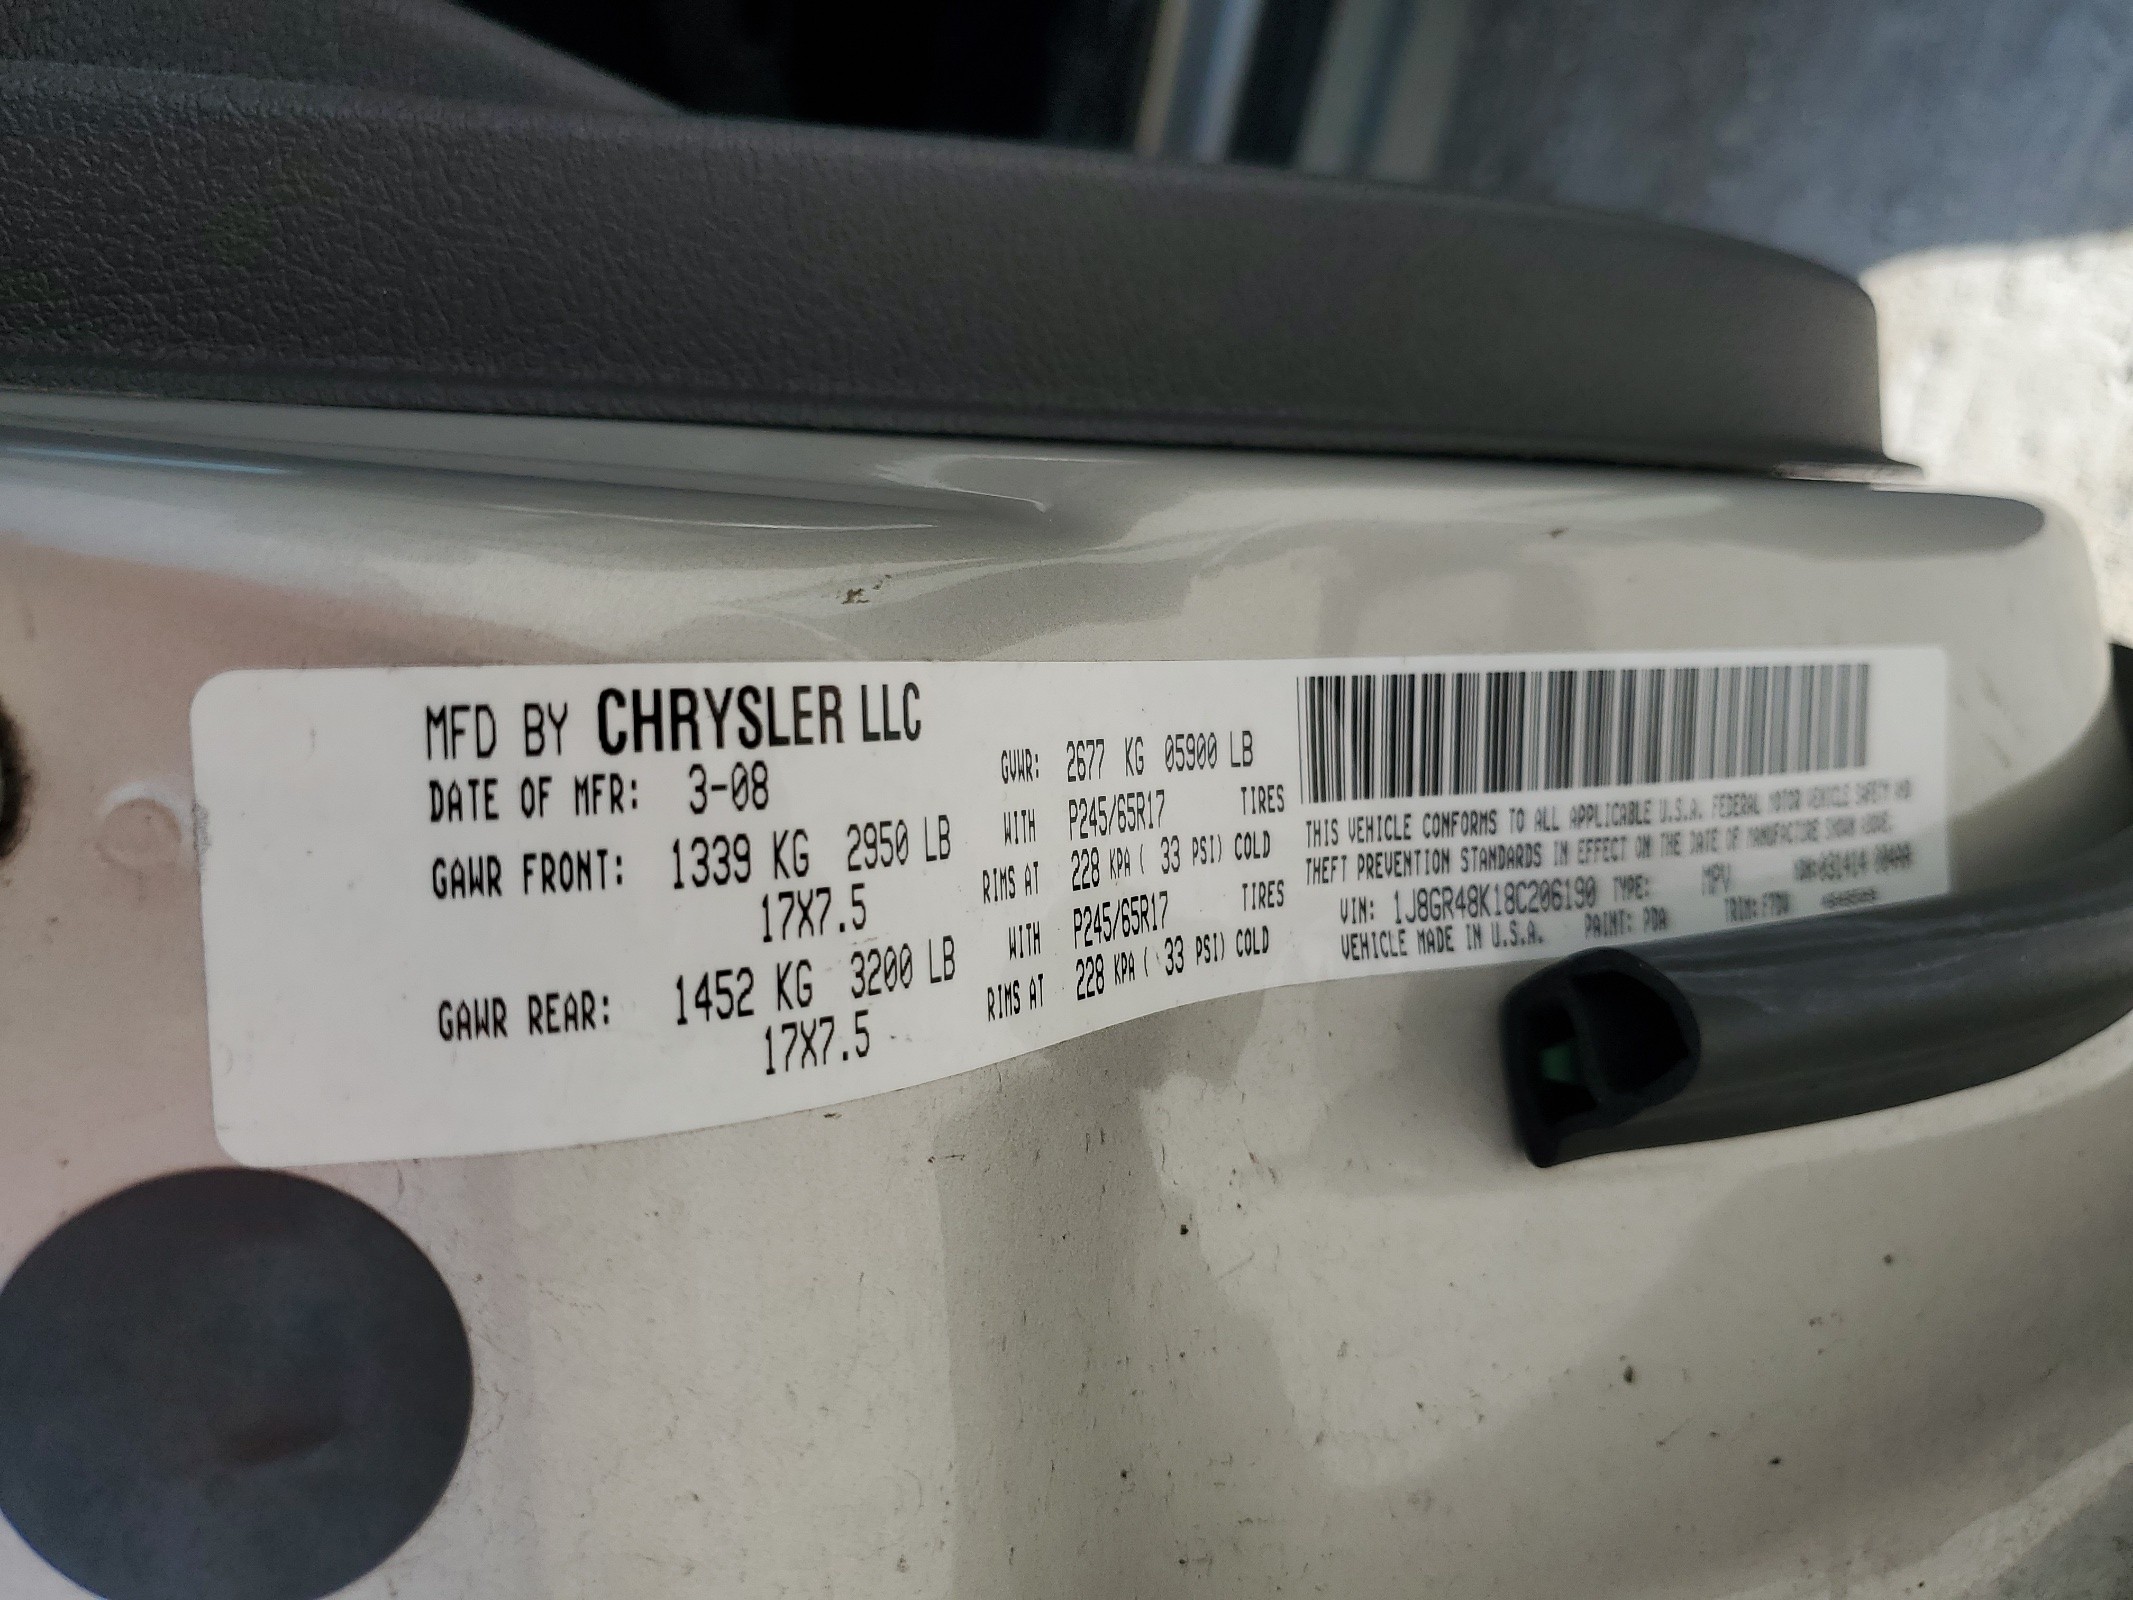 MFD BY CHRYSLER LLC
DATE OF MFR: 3-08
GAWR FRONT: 1339 KG 2950 LB
17X7.5
GAWR REAR: 1452 KG 3200 LB
17X7.5
GVWR: 2677 KG 05900 LB
WITH P245/65R17 TIRES
RIMS AT 228 KPA ( 33 PSI) COLD
WITH P245/65R17 TIRES
RIMS AT 228 KPA ( 33 PSI) COLD
THIS VEHICLE CONFORMS TO ALL APPLICABLE U.S.A. FEDERAL MOTOR VEHICLE SAFETY AND
THEFT PREVENTION STANDARDS IN EFFECT ON THE DATE OF MANUFACTURE SHOWN ABOVE.
VIN: 1J8GR48K18C206190 TYPE: MPV
VEHICLE MADE IN U.S.A. PAINT: PDA TRIM: